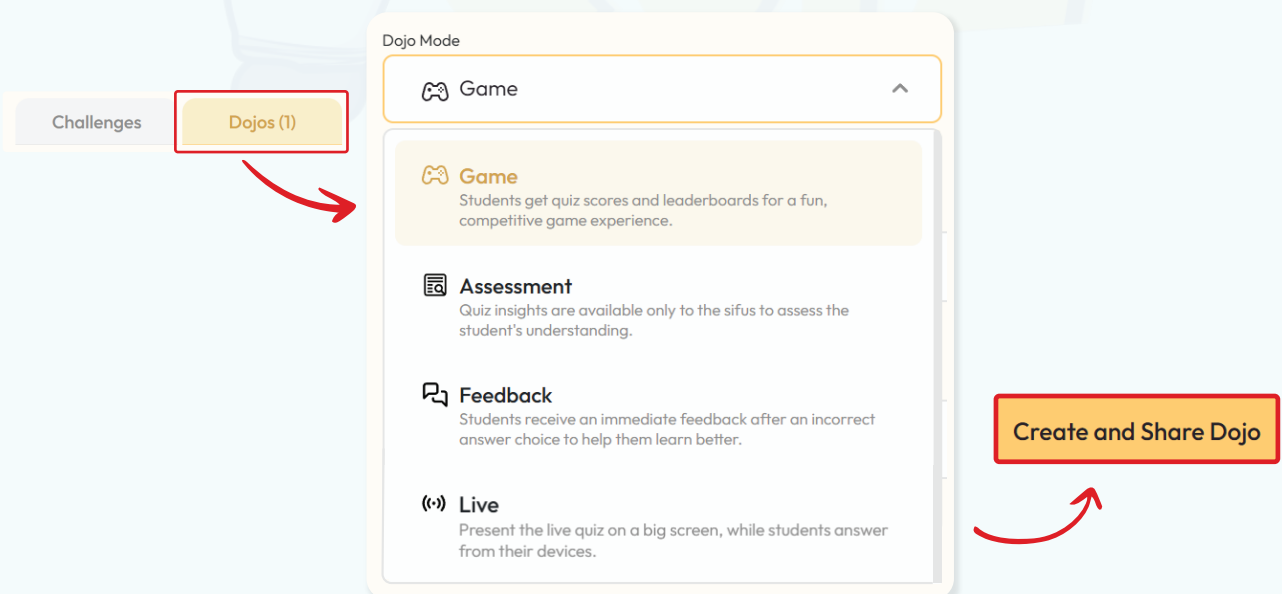 Challenges
Dojos (1)
Dojo Mode
Game
Game
Students get quiz scores and leaderboards for a fun,
competitive game experience.
Assessment
Quiz insights are available only to the sifus to assess the
student's understanding.
Feedback
Students receive an immediate feedback after an incorrect
answer choice to help them learn better.
Live
Present the live quiz on a big screen, while students answer
from their devices.
Create and Share Dojo